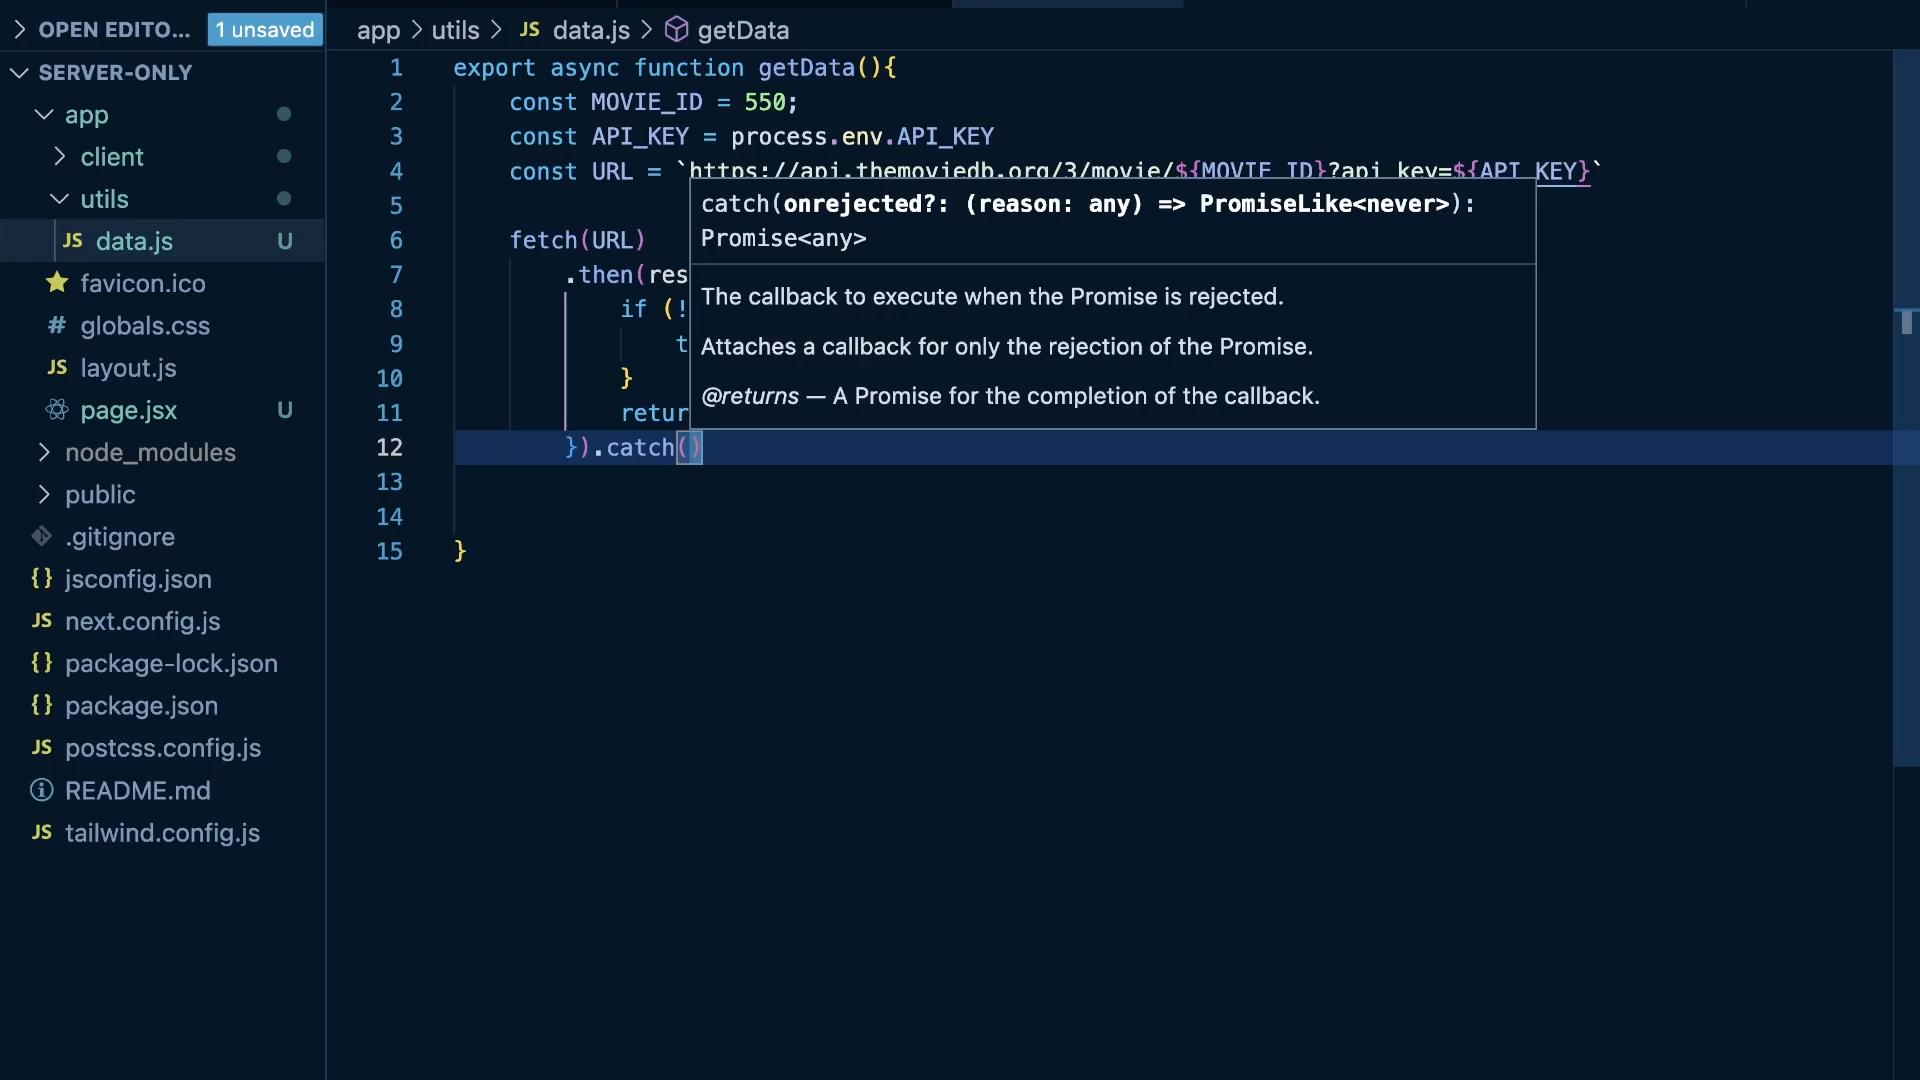 OPEN EDITO... 1 unsaved
SERVER-ONLY
app
client
utils
JS data.js U
favicon.ico
# globals.css
JS layout.js
page.jsx U
node_modules
public
.gitignore
{} jsconfig.json
JS next.config.js
{} package-lock.json
{} package.json
JS postcss.config.js
README.md
JS tailwind.config.js
app > utils > JS data.js > getData
1 export async function getData(){
2 const MOVIE_ID = 550;
3 const API_KEY = process.env.API_KEY
4 const URL = `https://api.themoviedb.org/3/movie/${MOVIE_ID}?api_key=${API_KEY}`
5
6 fetch(URL)
7 .then(res
8 if (!
9 t
10 }
11 retur
12 }).catch()
13
14
15 }
catch(onrejected?: (reason: any) => PromiseLike<never>):
Promise<any>
The callback to execute when the Promise is rejected.
Attaches a callback for only the rejection of the Promise.
@returns — A Promise for the completion of the callback.